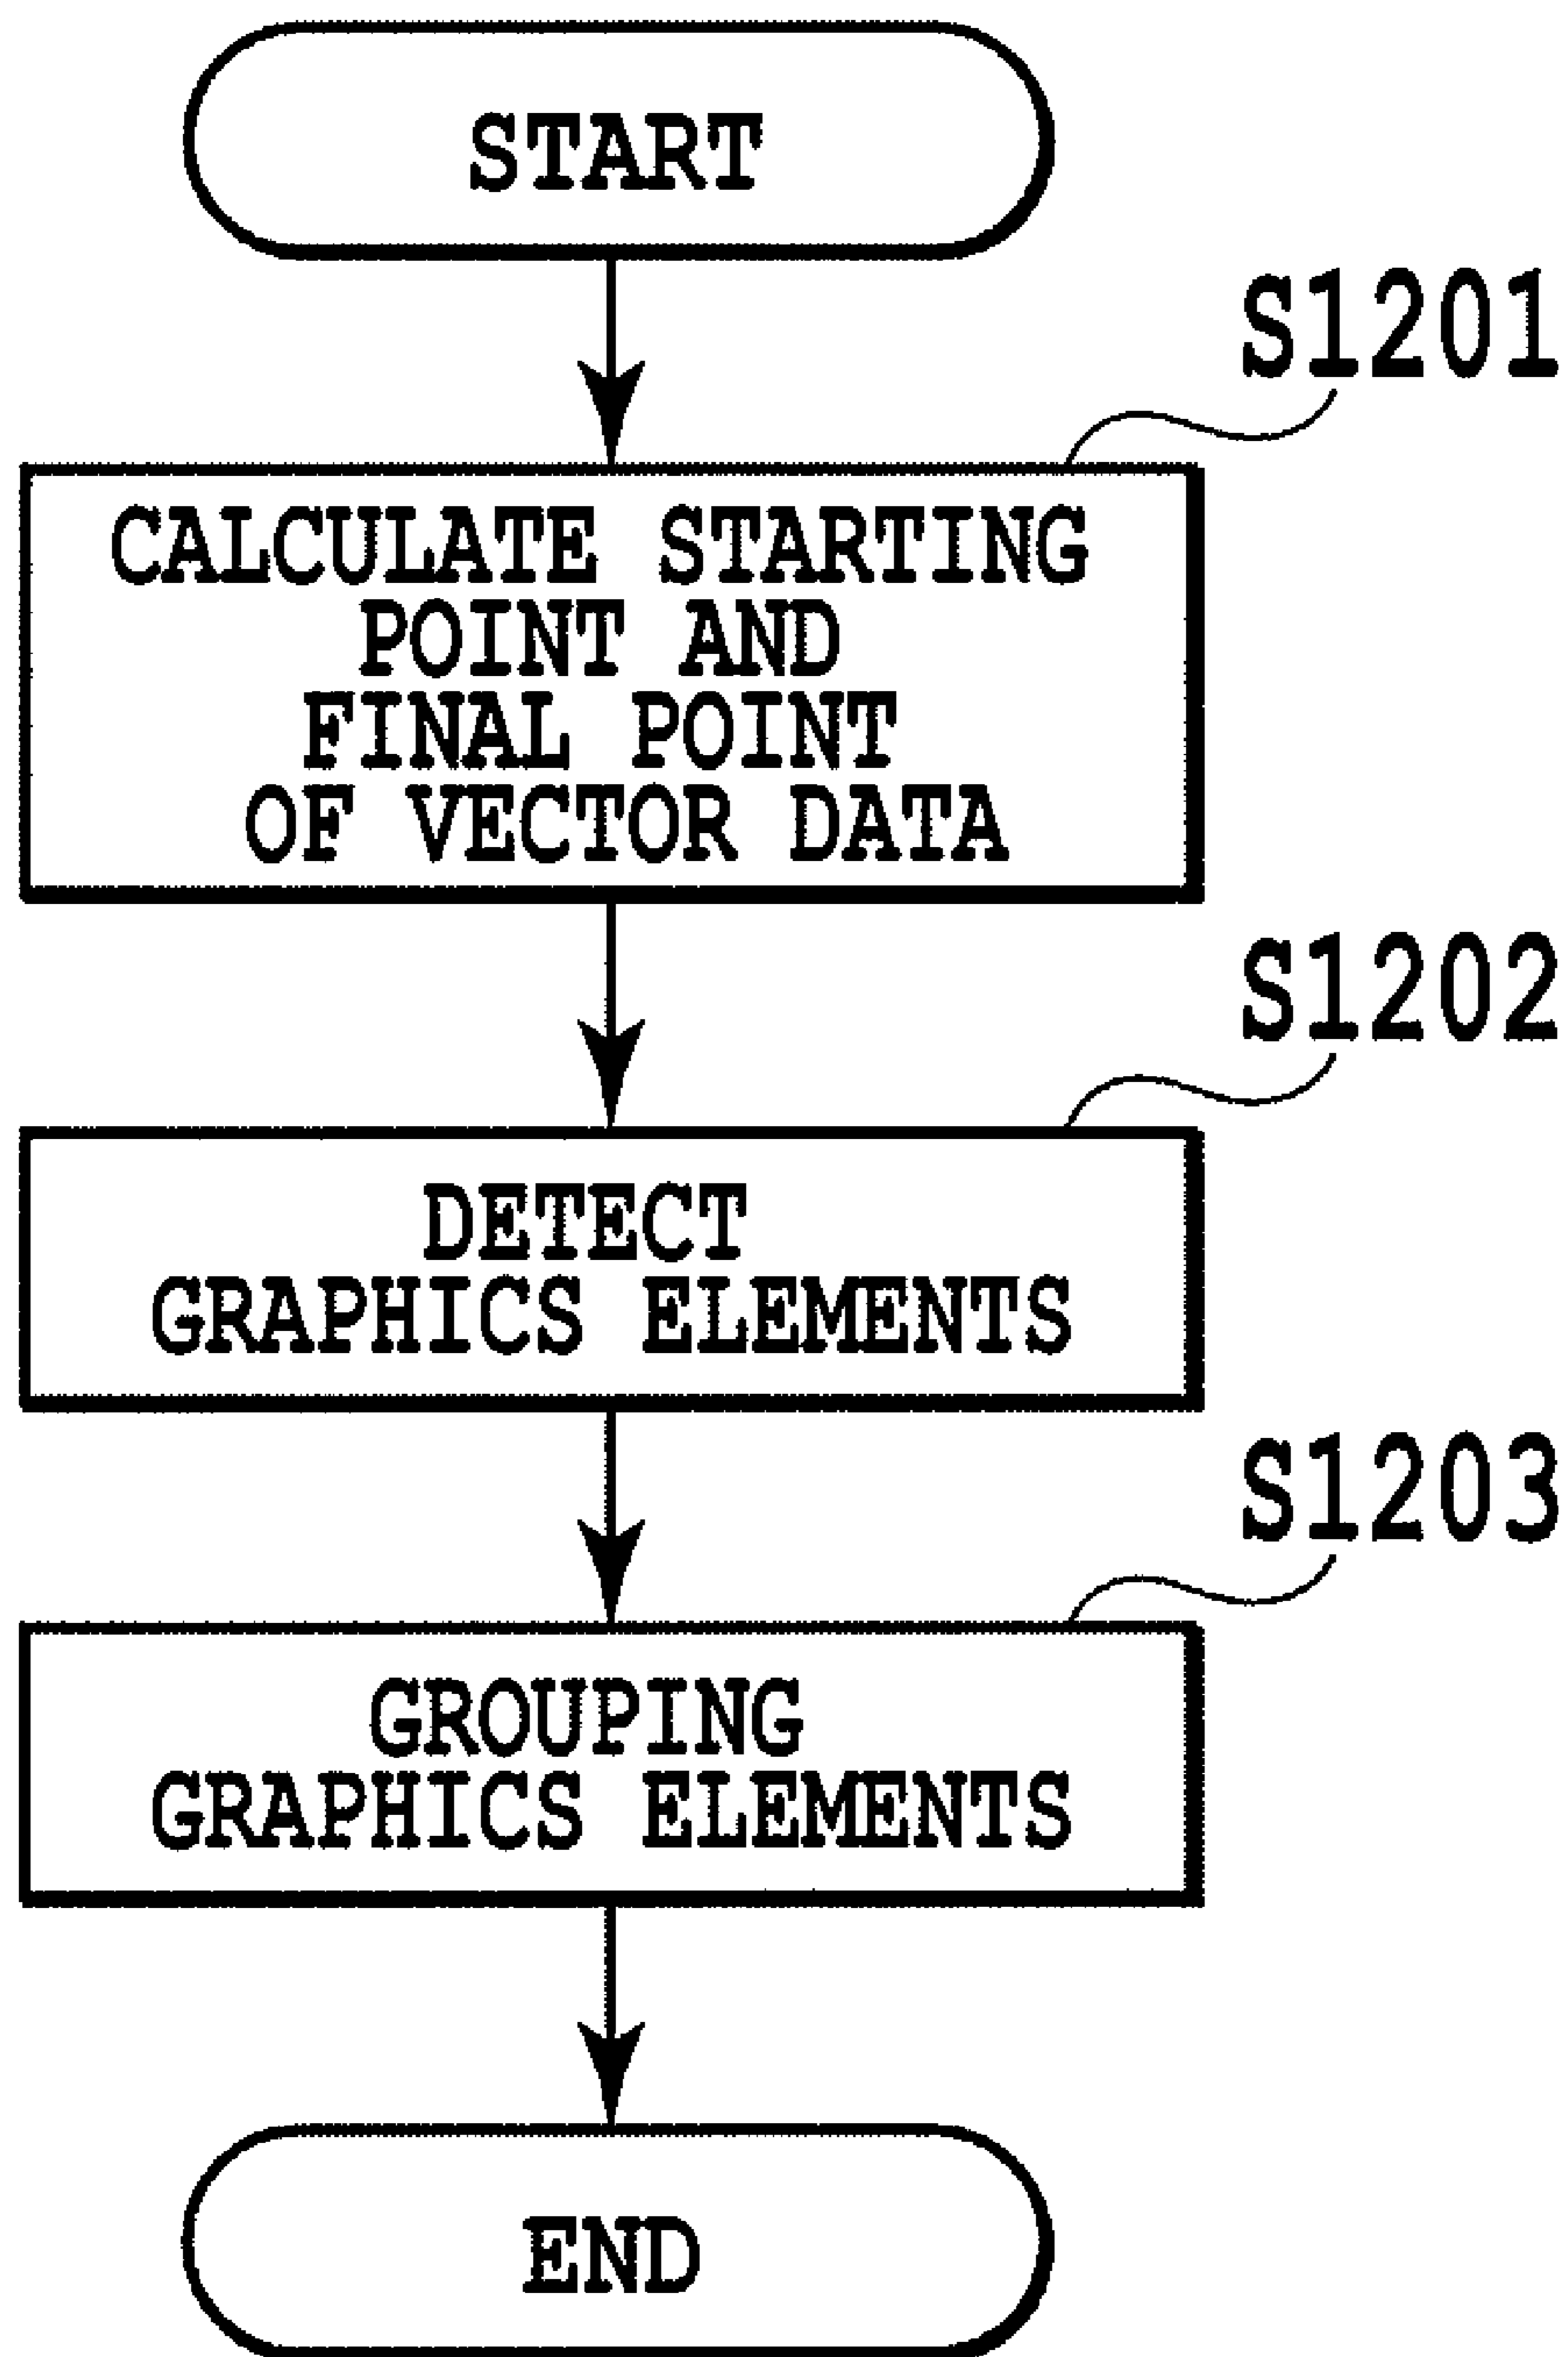 START
S1201
CALCULATE STARTING
POINT AND
FINAL POINT
OF VECTOR DATA
S1202
DETECT
GRAPHICS ELEMENTS
S1203
GROUPING
GRAPHICS ELEMENTS
END